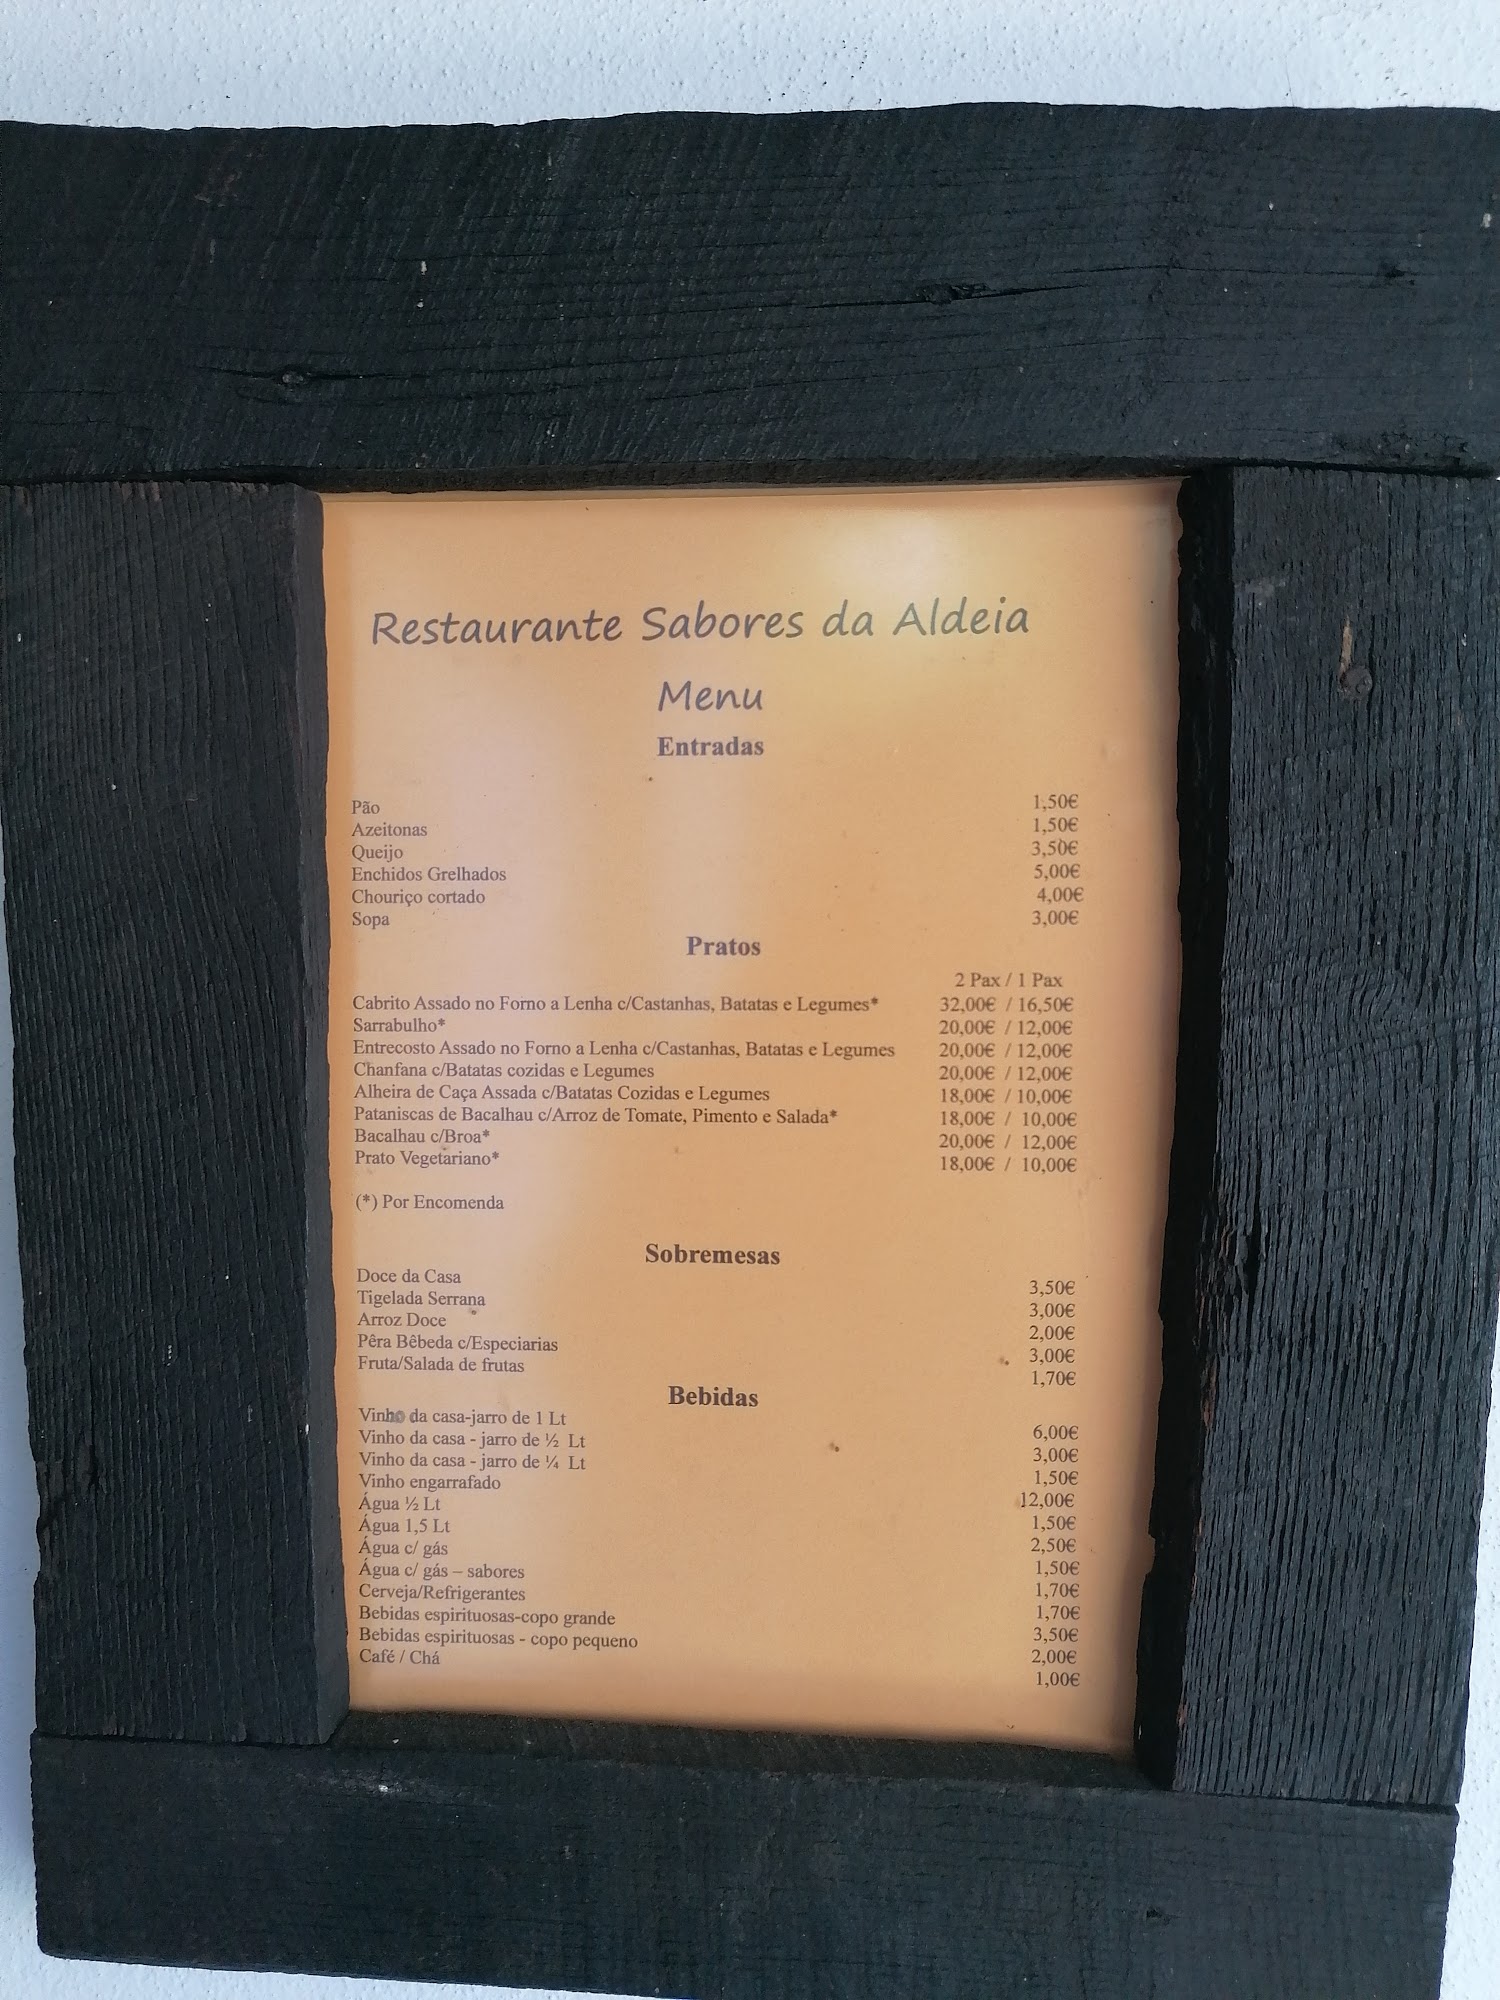 Restaurante Sabores da Aldeia
Menu
Entradas
Pão 1,50€
Azeitonas 1,50€
Queijo 3,50€
Enchidos Grelhados 5,00€
Chouriço cortado 4,00€
Sopa 3,00€
Pratos
2 Pax / 1 Pax
Cabrito Assado no Forno a Lenha c/Castanhas, Batatas e Legumes* 32,00€ / 16,50€
Sarrabulho* 20,00€ / 12,00€
Entrecosto Assado no Forno a Lenha c/Castanhas, Batatas e Legumes 20,00€ / 12,00€
Chanfana c/Batatas cozidas e Legumes 20,00€ / 12,00€
Alheira de Caça Assada c/Batatas Cozidas e Legumes 18,00€ / 10,00€
Pataniscas de Bacalhau c/Arroz de Tomate, Pimento e Salada* 18,00€ / 10,00€
Bacalhau c/Broa* 20,00€ / 12,00€
Prato Vegetariano* 18,00€ / 10,00€
(*) Por Encomenda
Sobremesas
Doce da Casa 3,50€
Tigelada Serrana 3,00€
Arroz Doce 2,00€
Pêra Bêbeda c/Especiarias 3,00€
Fruta/Salada de frutas 1,70€
Bebidas
Vinho da casa-jarro de 1 Lt 6,00€
Vinho da casa - jarro de ½ Lt 3,00€
Vinho da casa - jarro de ¼ Lt 1,50€
Vinho engarrafado 12,00€
Água ½ Lt 1,50€
Água 1,5 Lt 2,50€
Água c/ gás 1,50€
Água c/ gás – sabores 1,70€
Cerveja/Refrigerantes 1,70€
Bebidas espirituosas-copo grande 3,50€
Bebidas espirituosas - copo pequeno 2,00€
Café / Chá 1,00€